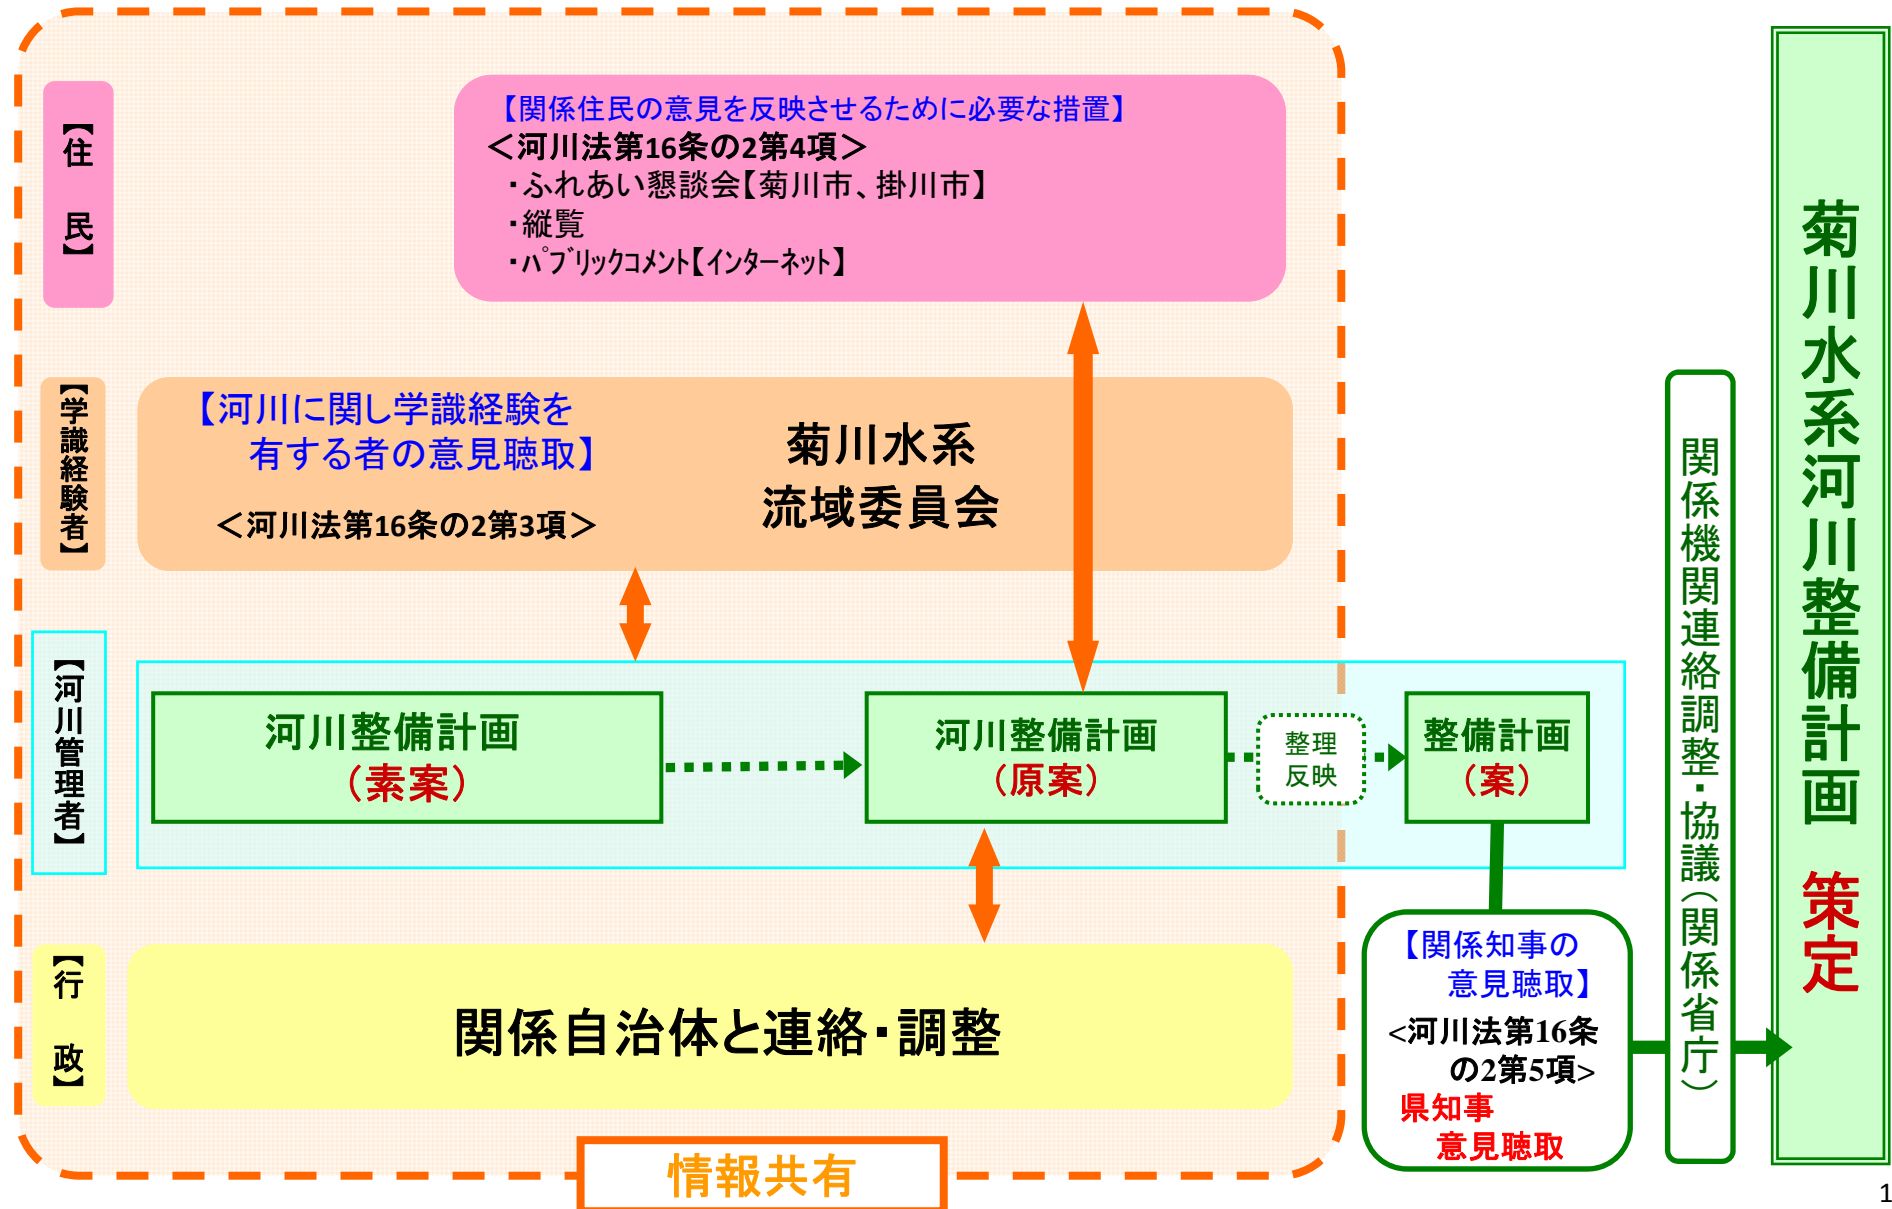 【住 民】
【関係住民の意見を反映させるために必要な措置】
＜河川法第16条の2第4項＞
・ふれあい懇談会【菊川市、掛川市】
・縦覧
・ﾊﾟﾌﾞﾘｯｸｺﾒﾝﾄ【インターネット】
【学識経験者】
【河川に関し学識経験を
有する者の意見聴取】
＜河川法第16条の2第3項＞
菊川水系
流域委員会
【河川管理者】
河川整備計画
（素案）
河川整備計画
（原案）
整理
反映
整備計画
（案）
【行 政】
関係自治体と連絡・調整
情報共有
【関係知事の
意見聴取】
<河川法第16条
の2第5項>
県知事
意見聴取
関係機関連絡調整・協議（関係省庁）
菊川水系河川整備計画 策定
1